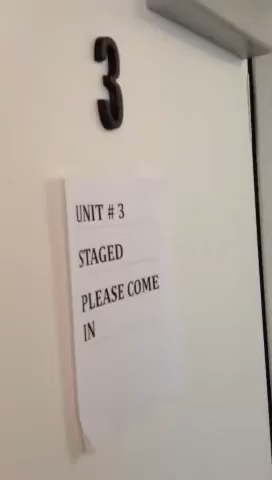 3
UNIT # 3
STAGED
PLEASE COME
IN